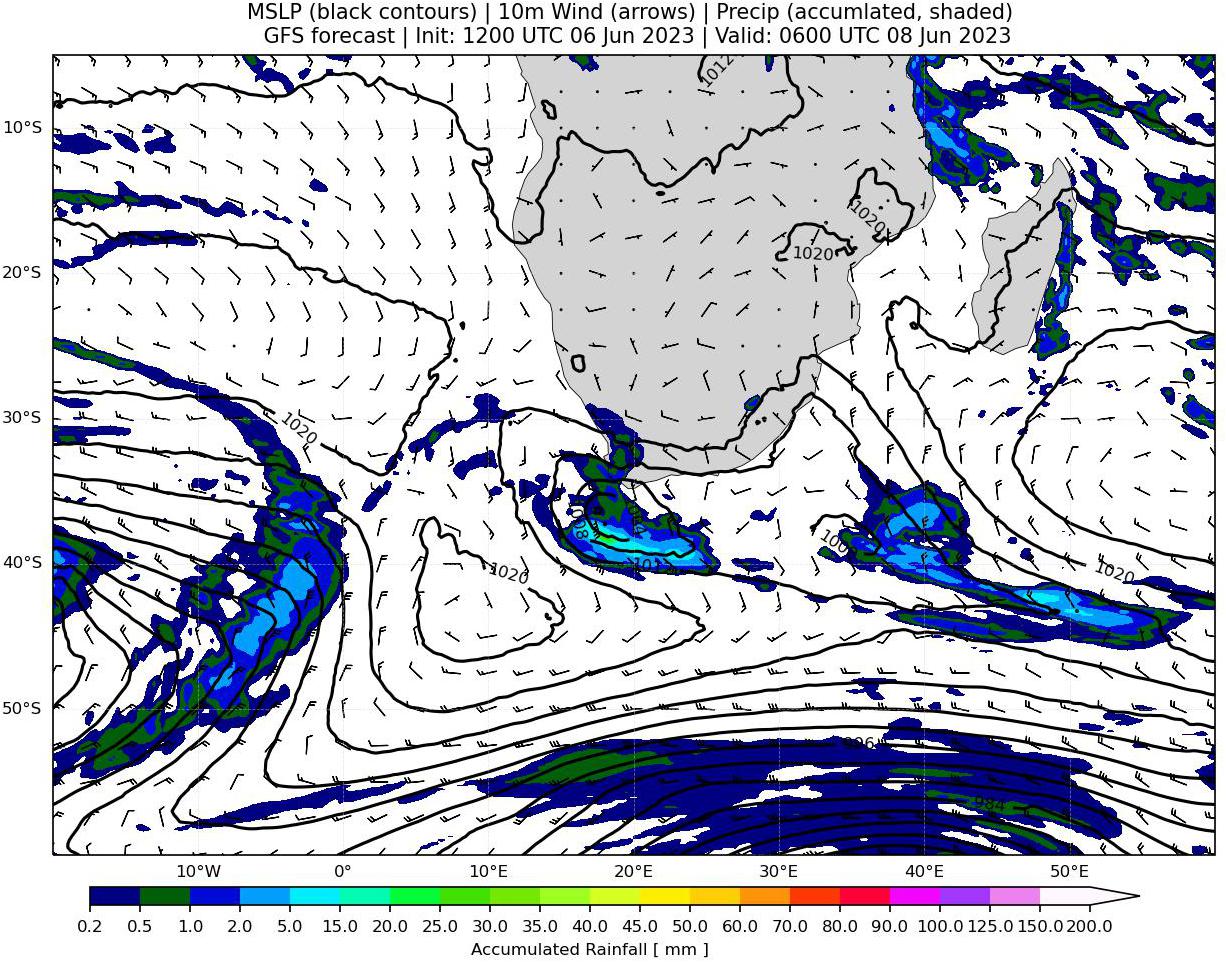 MSLP (black contours) | 10m Wind (arrows) | Precip (accumlated, shaded)
GFS forecast | Init: 1200 UTC 06 Jun 2023 | Valid: 0600 UTC 08 Jun 2023
1012
10°S
1020
1020
20°S
1020
30°S
1008
1020
1020
1012
40°S
50°S
996
984
10°W 0° 10°E 20°E 30°E 40°E 50°E
0.2 0.5 1.0 2.0 5.0 10.0 15.0 20.0 25.0 30.0 35.0 40.0 45.0 50.0 60.0 70.0 80.0 90.0 100.0 125.0 150.0 200.0
Accumulated Rainfall [ mm ]